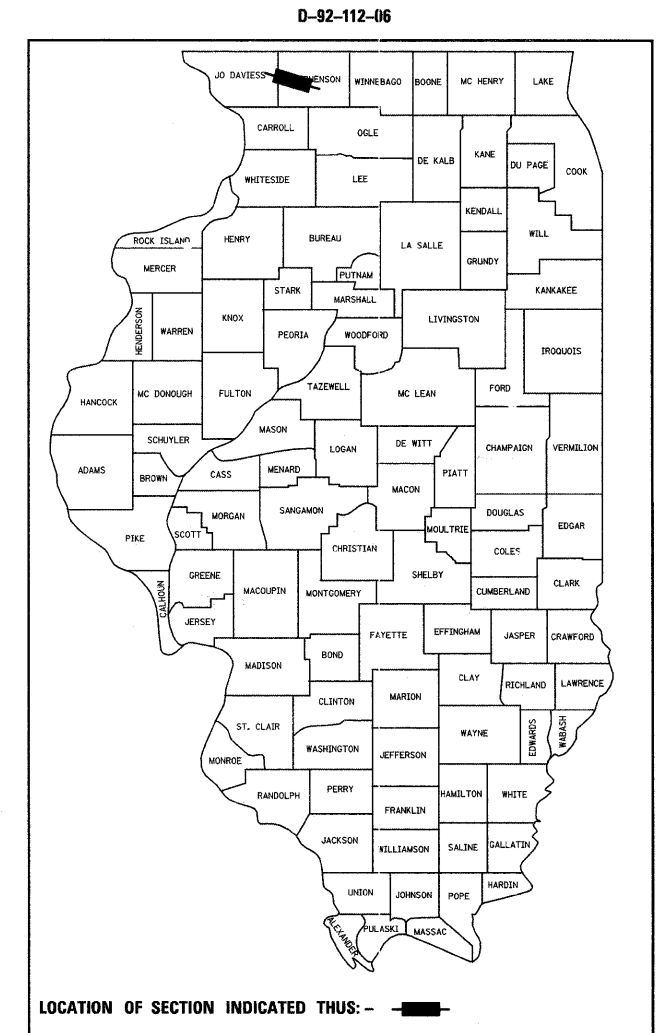 D-92-112-06
JO DAVIESS
HENSON
WINNEBAGO
BOONE
MC HENRY
LAKE
CARROLL
OGLE
DE KALB
KANE
DU PAGE
COOK
WHITESIDE
LEE
KENDALL
WILL
ROCK ISLAND
HENRY
BUREAU
LA SALLE
GRUNDY
MERCER
PUTNAM
KANKAKEE
STARK
MARSHALL
HENDERSON
WARREN
KNOX
PEORIA
WOODFORD
LIVINGSTON
IROQUOIS
HANCOCK
MC DONOUGH
FULTON
TAZEWELL
MC LEAN
FORD
MASON
SCHUYLER
LOGAN
DE WITT
CHAMPAIGN
VERMILION
ADAMS
BROWN
CASS
MENARD
PIATT
MACON
MORGAN
SANGAMON
DOUGLAS
PIKE
SCOTT
CHRISTIAN
MOULTRIE
EDGAR
COLES
GREENE
MACOUPIN
MONTGOMERY
SHELBY
CUMBERLAND
CLARK
CALHOUN
JERSEY
FAYETTE
EFFINGHAM
JASPER
CRAWFORD
MADISON
BOND
CLAY
RICHLAND
LAWRENCE
CLINTON
MARION
ST. CLAIR
WAYNE
EDWARDS
WABASH
WASHINGTON
JEFFERSON
MONROE
RANDOLPH
PERRY
HAMILTON
WHITE
FRANKLIN
JACKSON
WILLIAMSON
SALINE
GALLATIN
UNION
JOHNSON
POPE
HARDIN
ALEXANDER
PULASKI
MASSAC
LOCATION OF SECTION INDICATED THUS: -